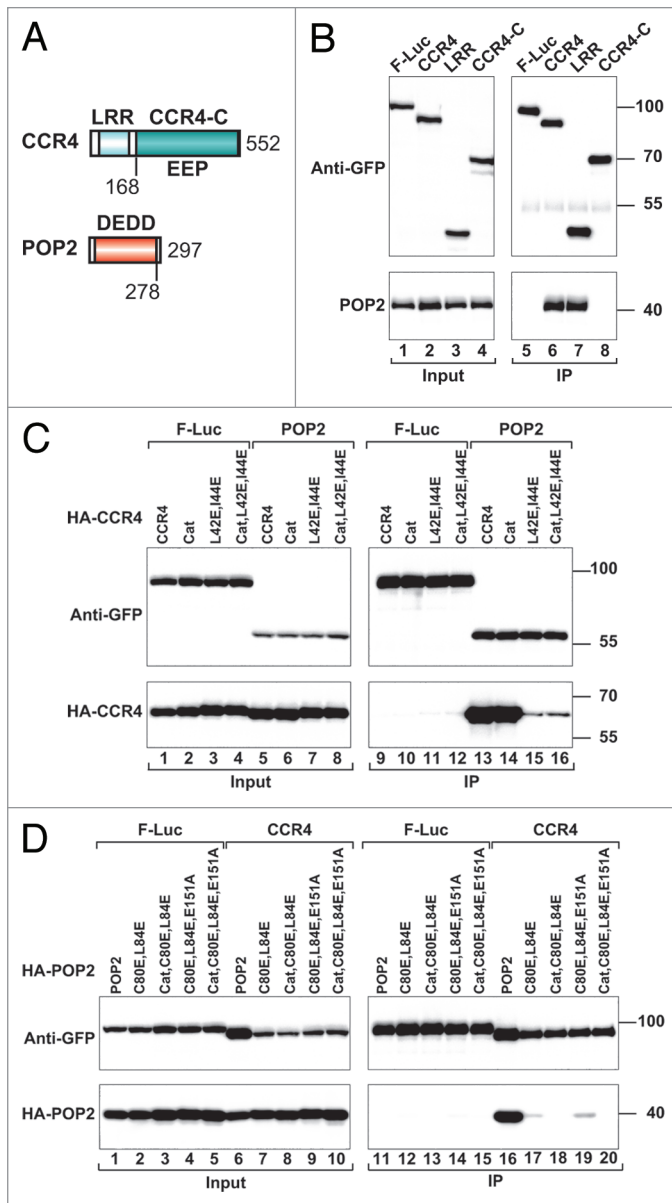 A
LRR CCR4-C
CCR4
552
168
EEP
DEDD
POP2
297
278
B
F-Luc CCR4 LRR CCR4-C F-Luc CCR4 LRR CCR4-C
Anti-GFP
100
70
55
POP2
40
1 2 3 4 5 6 7 8
Input IP
C
F-Luc POP2 F-Luc POP2
HA-CCR4
CCR4 Cat L42E,I44E Cat,L42E,I44E CCR4 Cat L42E,I44E Cat,L42E,I44E CCR4 Cat L42E,I44E Cat,L42E,I44E CCR4 Cat L42E,I44E Cat,L42E,I44E
Anti-GFP
100
55
HA-CCR4
70
55
1 2 3 4 5 6 7 8 9 10 11 12 13 14 15 16
Input IP
D
F-Luc CCR4 F-Luc CCR4
HA-POP2
POP2 C80E,L84E Cat,C80E,L84E C80E,L84E,E151A Cat,C80E,L84E,E151A POP2 C80E,L84E Cat,C80E,L84E C80E,L84E,E151A Cat,C80E,L84E,E151A POP2 C80E,L84E Cat,C80E,L84E C80E,L84E,E151A Cat,C80E,L84E,E151A POP2 C80E,L84E Cat,C80E,L84E C80E,L84E,E151A Cat,C80E,L84E,E151A
Anti-GFP
100
HA-POP2
40
1 2 3 4 5 6 7 8 9 10 11 12 13 14 15 16 17 18 19 20
Input IP